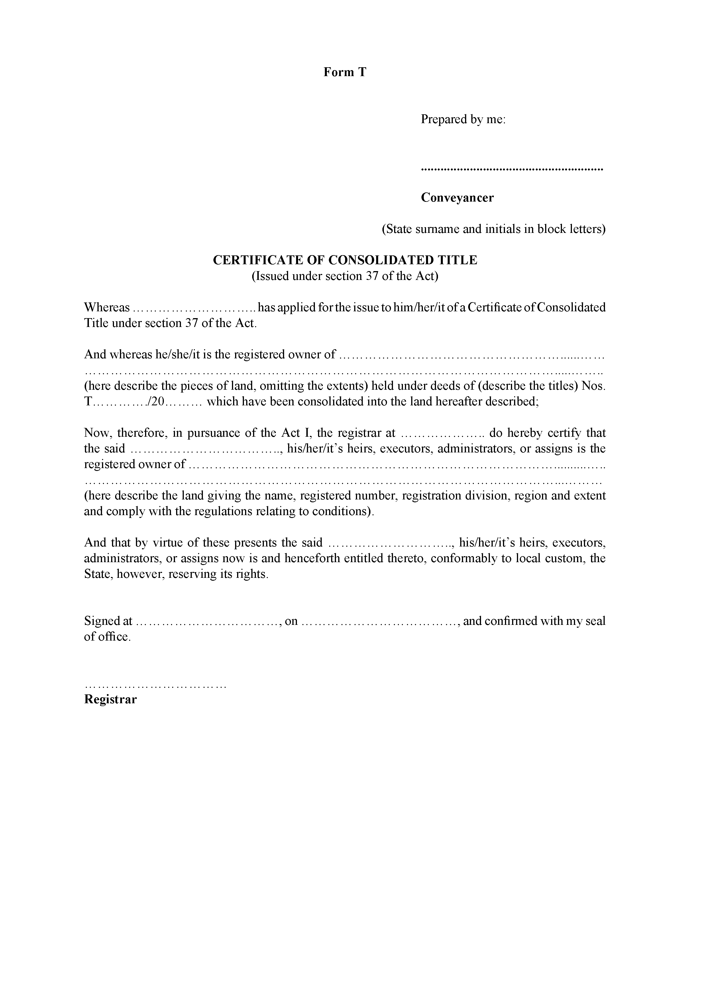 Form T
Prepared by me:
........................................................
Conveyancer
(State surname and initials in block letters)
CERTIFICATE OF CONSOLIDATED TITLE
(Issued under section 37 of the Act)
Whereas ……………………….. has applied for the issue to him/her/it of a Certificate of Consolidated
Title under section 37 of the Act.
And whereas he/she/it is the registered owner of …………………………………………….....……
………………………………………………………………………………………………....……..
(here describe the pieces of land, omitting the extents) held under deeds of (describe the titles) Nos.
T…………./20……… which have been consolidated into the land hereafter described;
Now, therefore, in pursuance of the Act I, the registrar at ……………….. do hereby certify that
the said …………………………….., his/her/it’s heirs, executors, administrators, or assigns is the
registered owner of …………………………………………………………………………..........…..
………………………………………………………………………………………………...………
(here describe the land giving the name, registered number, registration division, region and extent
and comply with the regulations relating to conditions).
And that by virtue of these presents the said ……………………….., his/her/it’s heirs, executors,
administrators, or assigns now is and henceforth entitled thereto, conformably to local custom, the
State, however, reserving its rights.
Signed at ……………………………, on ………………………………, and confirmed with my seal
of office.
……………………………
Registrar